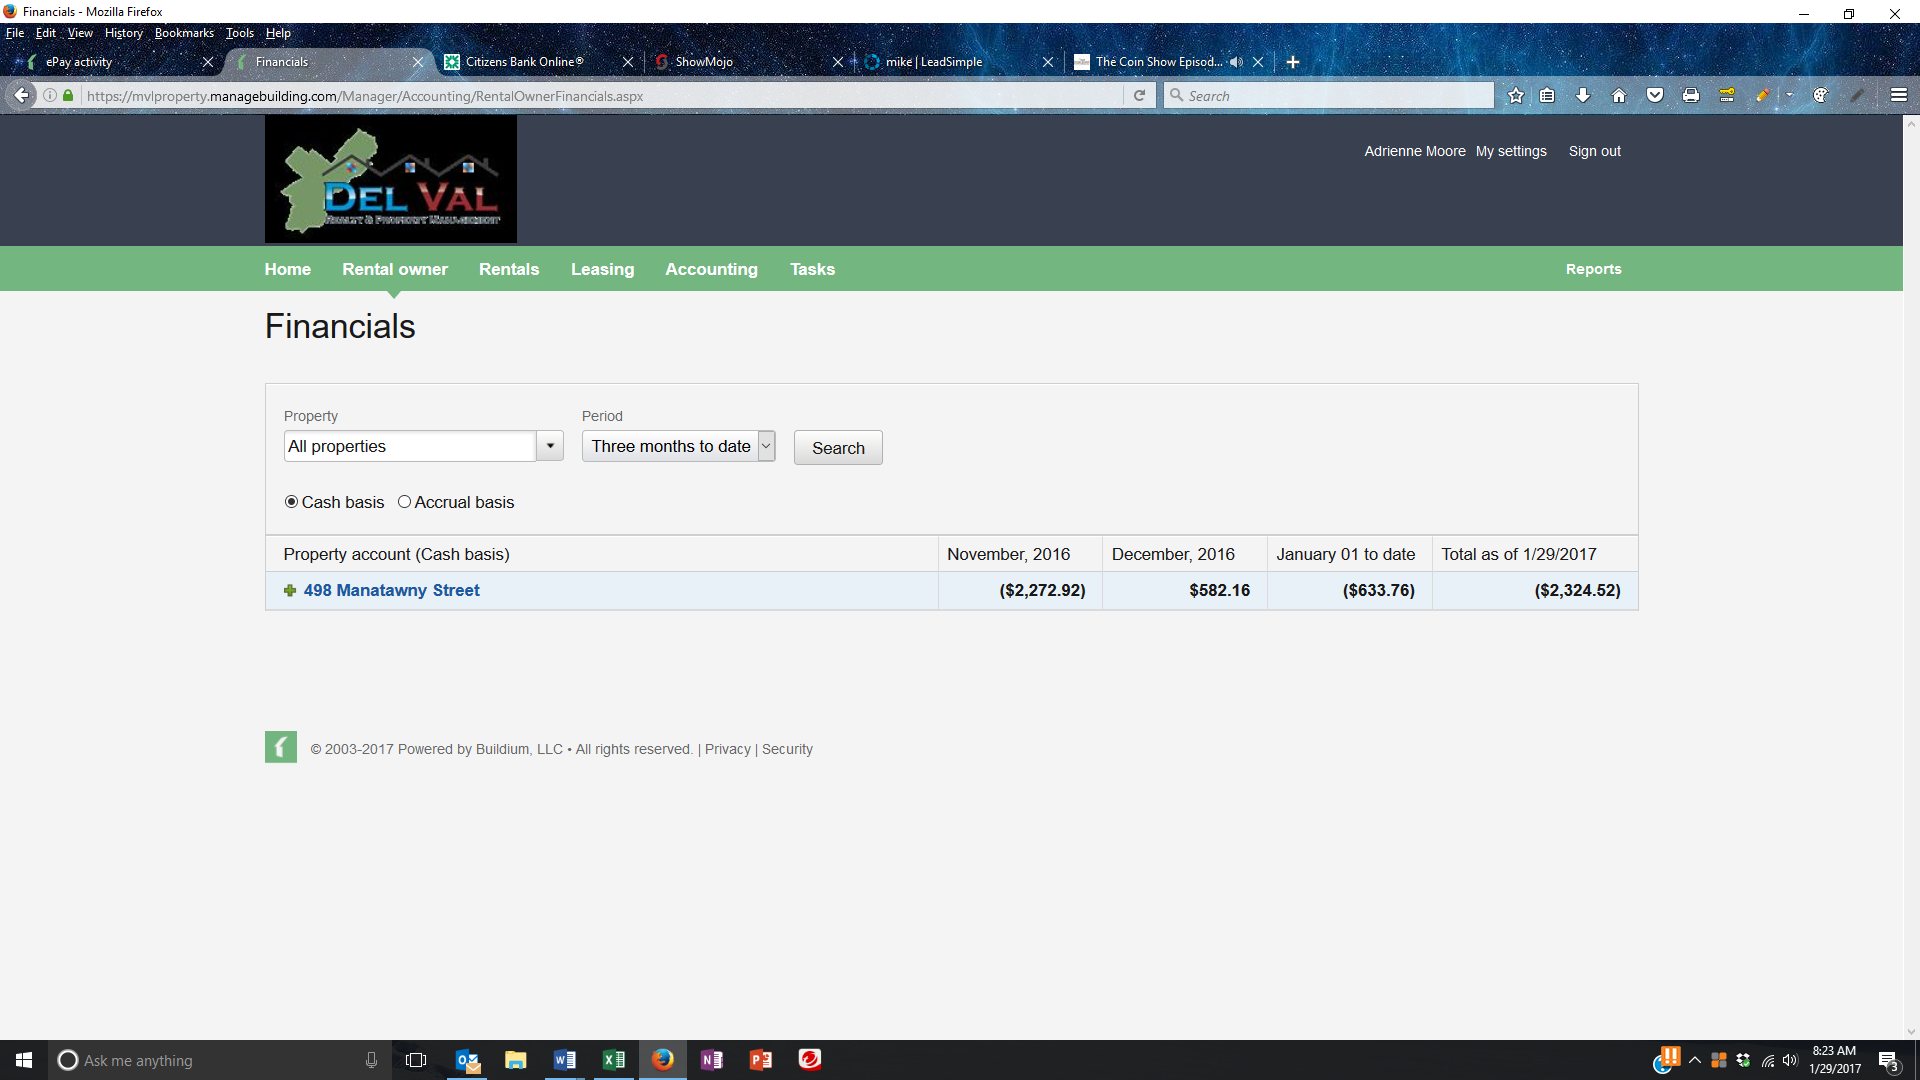 Financials - Mozilla Firefox
File Edit View History Bookmarks Tools Help
ePay activity
Financials
Citizens Bank Online®
ShowMojo
mike | LeadSimple
The Coin Show Episod...
https://mvlproperty.managebuilding.com/Manager/Accounting/RentalOwnerFinancials.aspx
Search
DEL VAL
REALTY & PROPERTY MANAGEMENT
Adrienne Moore My settings Sign out
Home Rental owner Rentals Leasing Accounting Tasks Reports
Financials
Property Period
All properties Three months to date Search
Cash basis Accrual basis
Property account (Cash basis) November, 2016 December, 2016 January 01 to date Total as of 1/29/2017
498 Manatawny Street ($2,272.92) $582.16 ($633.76) ($2,324.52)
© 2003-2017 Powered by Buildium, LLC • All rights reserved. | Privacy | Security
Ask me anything
8:23 AM
1/29/2017
3